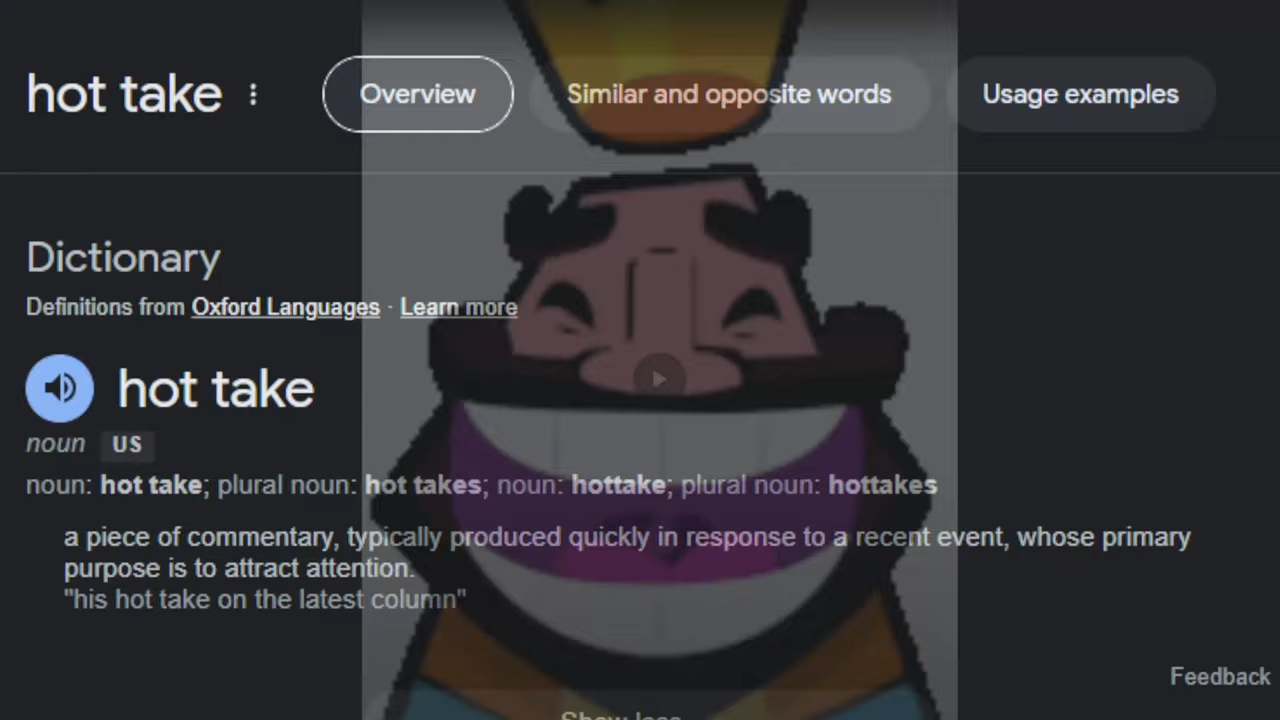 hot take
Overview
Similar and opposite words
Usage examples
Dictionary
Definitions from Oxford Languages · Learn more
hot take
noun US
noun: hot take; plural noun: hot takes; noun: hottake; plural noun: hottakes
a piece of commentary, typically produced quickly in response to a recent event, whose primary
purpose is to attract attention.
"his hot take on the latest column"
Feedback
Show less